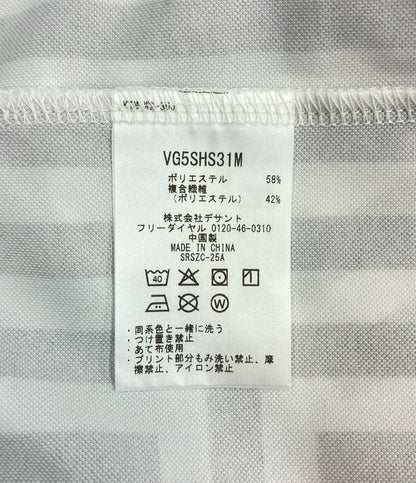 VG5SHS31M
ポリエステル 58%
複合繊維
(ポリエステル) 42%
株式会社デサント
フリーダイヤル 0120-46-0310
中国製
MADE IN CHINA
SRSZC-25A
40
W
・同系色と一緒に洗う
・つけ置き禁止
・あて布使用
・プリント部分もみ洗い禁止、摩
擦禁止、アイロン禁止